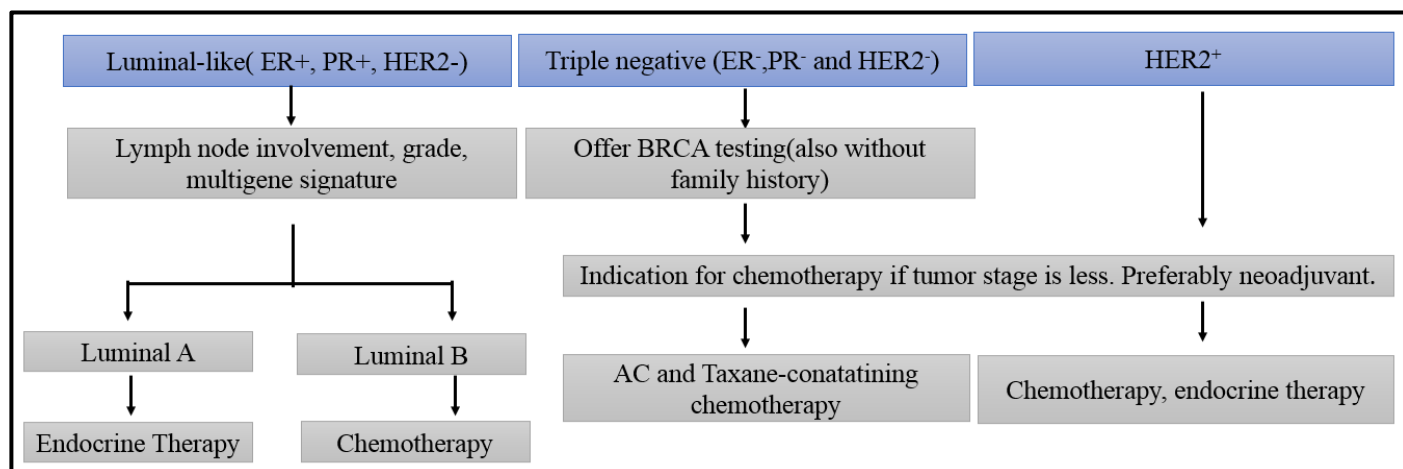 Luminal-like( ER+, PR+, HER2-)
Triple negative (ER⁻,PR⁻ and HER2⁻)
HER2⁺
Lymph node involvement, grade,
multigene signature
Offer BRCA testing(also without
family history)
Indication for chemotherapy if tumor stage is less. Preferably neoadjuvant.
Luminal A
Luminal B
AC and Taxane-conatatining
chemotherapy
Chemotherapy, endocrine therapy
Endocrine Therapy
Chemotherapy